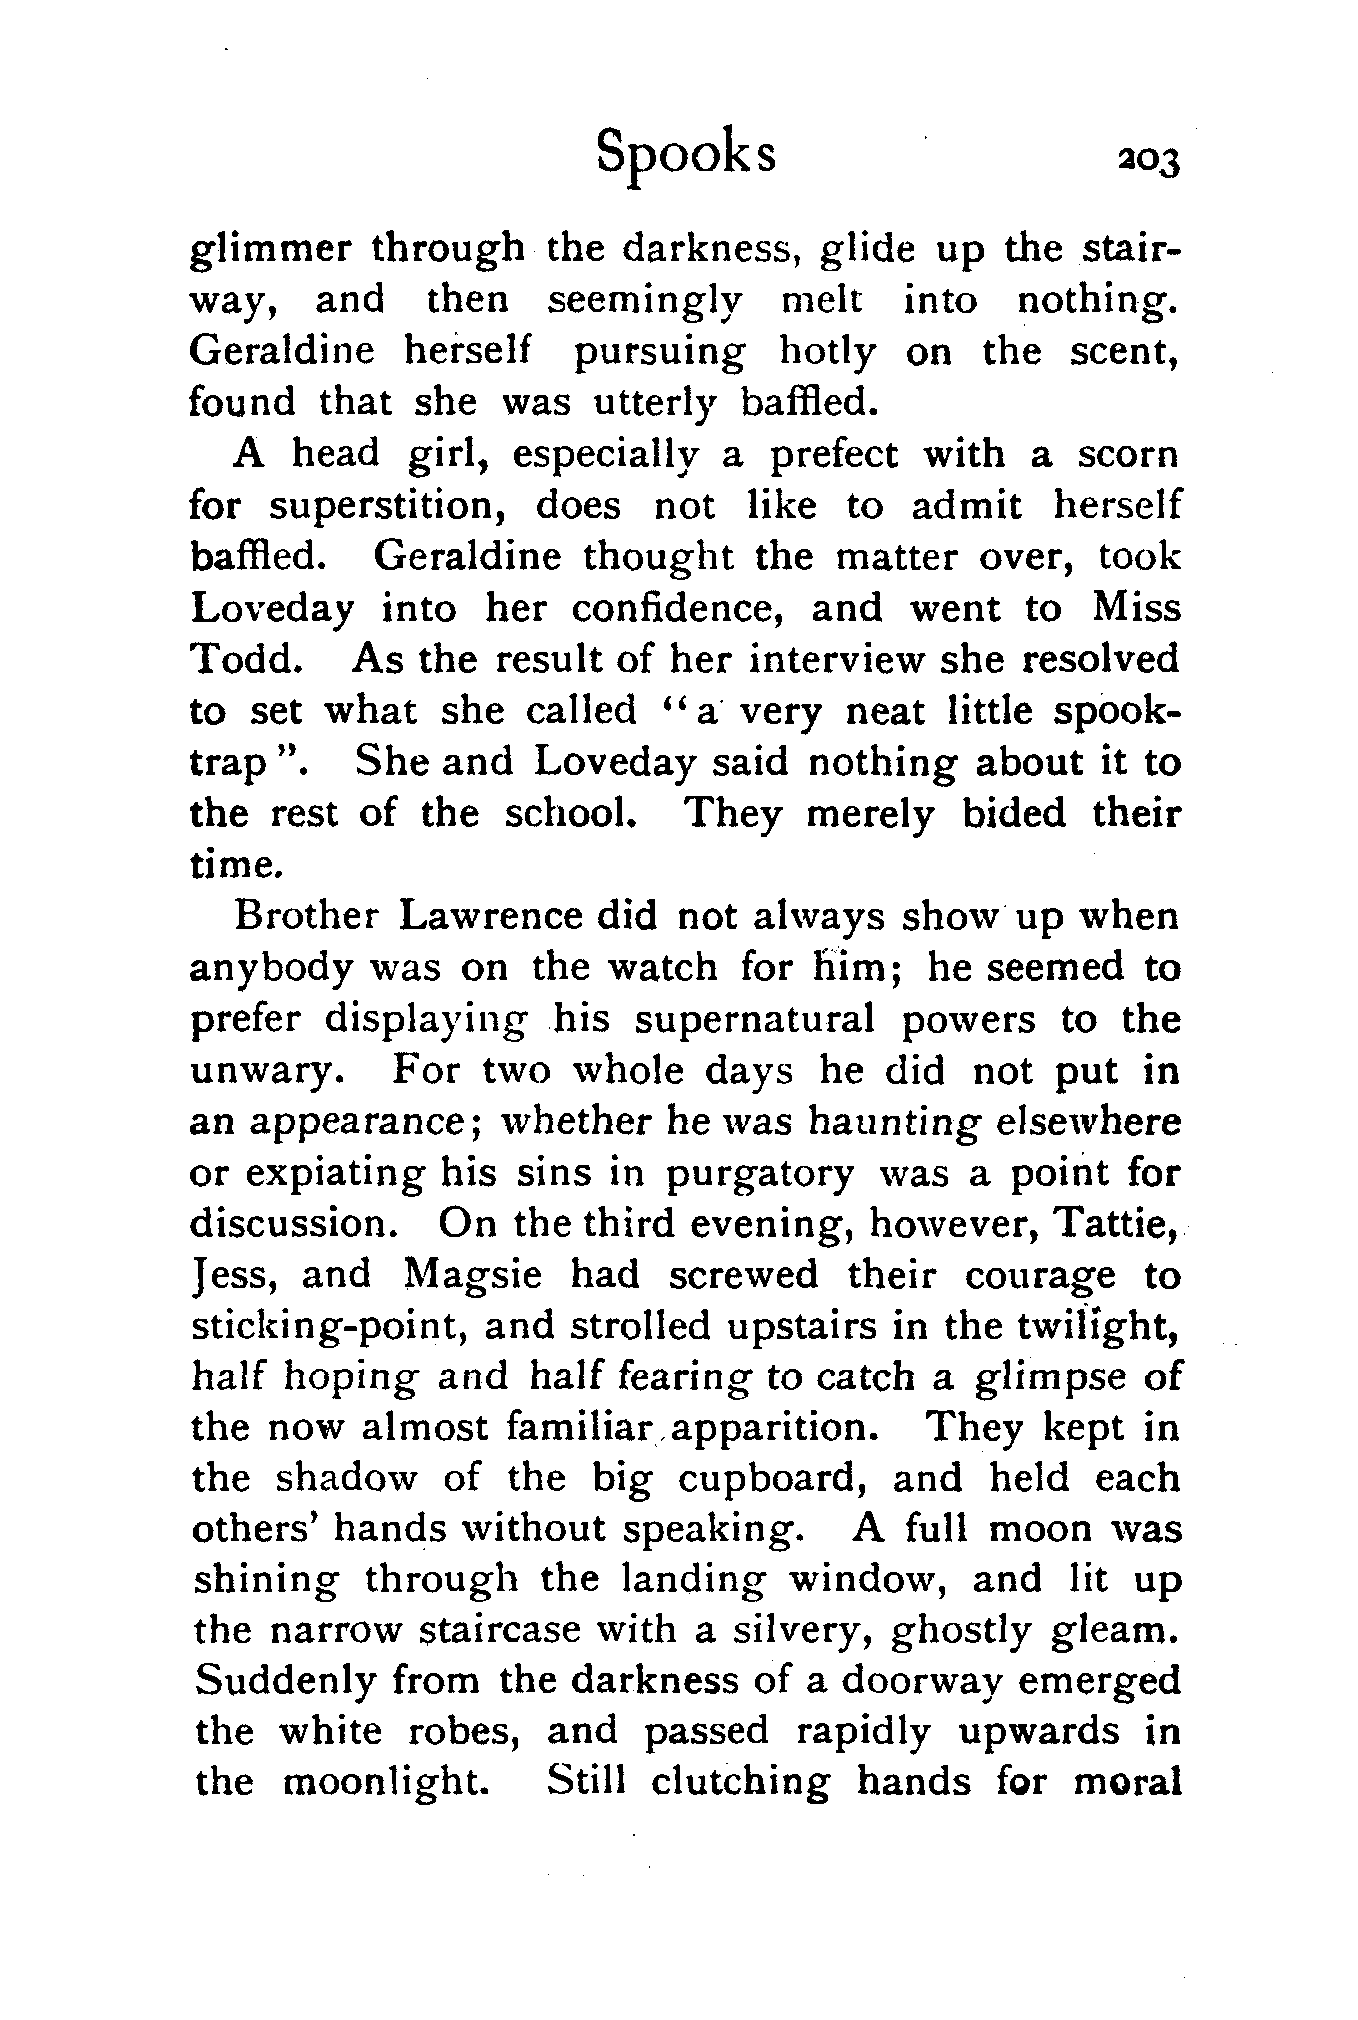 Spooks 203
glimmer through the darkness, glide up the stair-
way, and then seemingly melt into nothing.
Geraldine herself pursuing hotly on the scent,
found that she was utterly baffled.
A head girl, especially a prefect with a scorn
for superstition, does not like to admit herself
baffled. Geraldine thought the matter over, took
Loveday into her confidence, and went to Miss
Todd. As the result of her interview she resolved
to set what she called “a very neat little spook-
trap”. She and Loveday said nothing about it to
the rest of the school. They merely bided their
time.
Brother Lawrence did not always show up when
anybody was on the watch for him; he seemed to
prefer displaying his supernatural powers to the
unwary. For two whole days he did not put in
an appearance; whether he was haunting elsewhere
or expiating his sins in purgatory was a point for
discussion. On the third evening, however, Tattie,
Jess, and Magsie had screwed their courage to
sticking-point, and strolled upstairs in the twilight,
half hoping and half fearing to catch a glimpse of
the now almost familiar apparition. They kept in
the shadow of the big cupboard, and held each
others’ hands without speaking. A full moon was
shining through the landing window, and lit up
the narrow staircase with a silvery, ghostly gleam.
Suddenly from the darkness of a doorway emerged
the white robes, and passed rapidly upwards in
the moonlight. Still clutching hands for moral